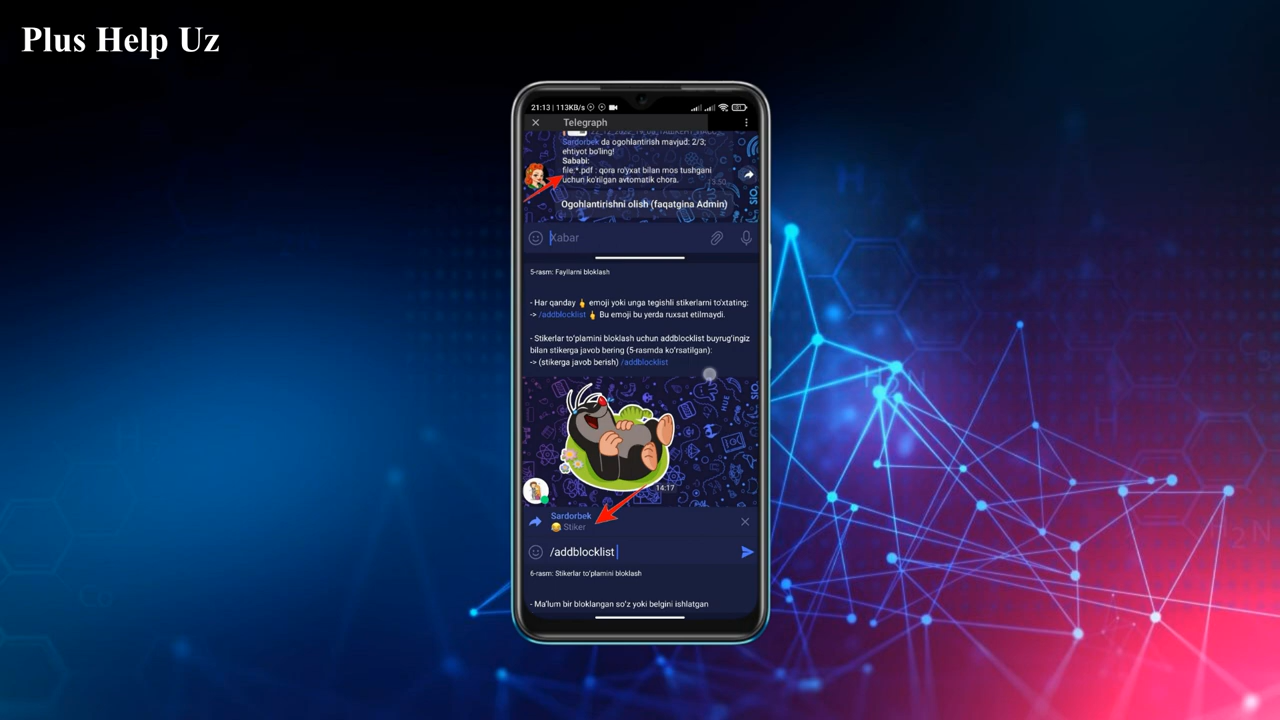 Plus Help Uz
21:13 | 113KB/s
Telegraph
Sardorbek da ogohlantirish mavjud: 2/3;
ehtiyot bo'ling!
Sababi:
file:*.pdf : qora ro'yxat bilan mos tushgani
uchun ko'rilgan avtomatik chora.
Ogohlantirishni olish (faqatgina Admin)
Xabar
5-rasm: Fayllarni bloklash
- Har qanday 👆 emoji yoki unga tegishli stikerlarni to'xtating:
-> /addblocklist 👆 Bu emoji bu yerda ruxsat etilmaydi.
- Stikerlar to'plamini bloklash uchun addblocklist buyrug'ingiz
bilan stikerga javob bering (5-rasmda ko'rsatilgan):
-> (stikerga javob berish) /addblocklist
14:17
Sardorbek
😂 Stiker
/addblocklist
6-rasm: Stikerlar to'plamini bloklash
- Ma'lum bir bloklangan so'z yoki belgini ishlatgan